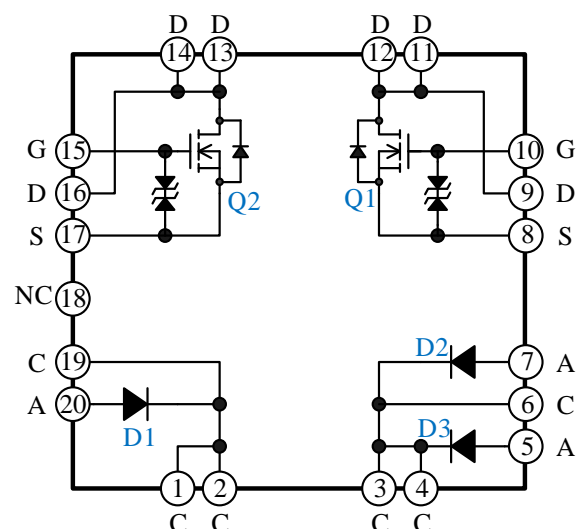 D D D D
14 13 12 11
G 15 10 G
D 16 Q2 Q1 9 D
S 17 8 S
NC 18
C 19 D2 7 A
A 20 6 C
D1 D3 5 A
1 2 3 4
C C C C